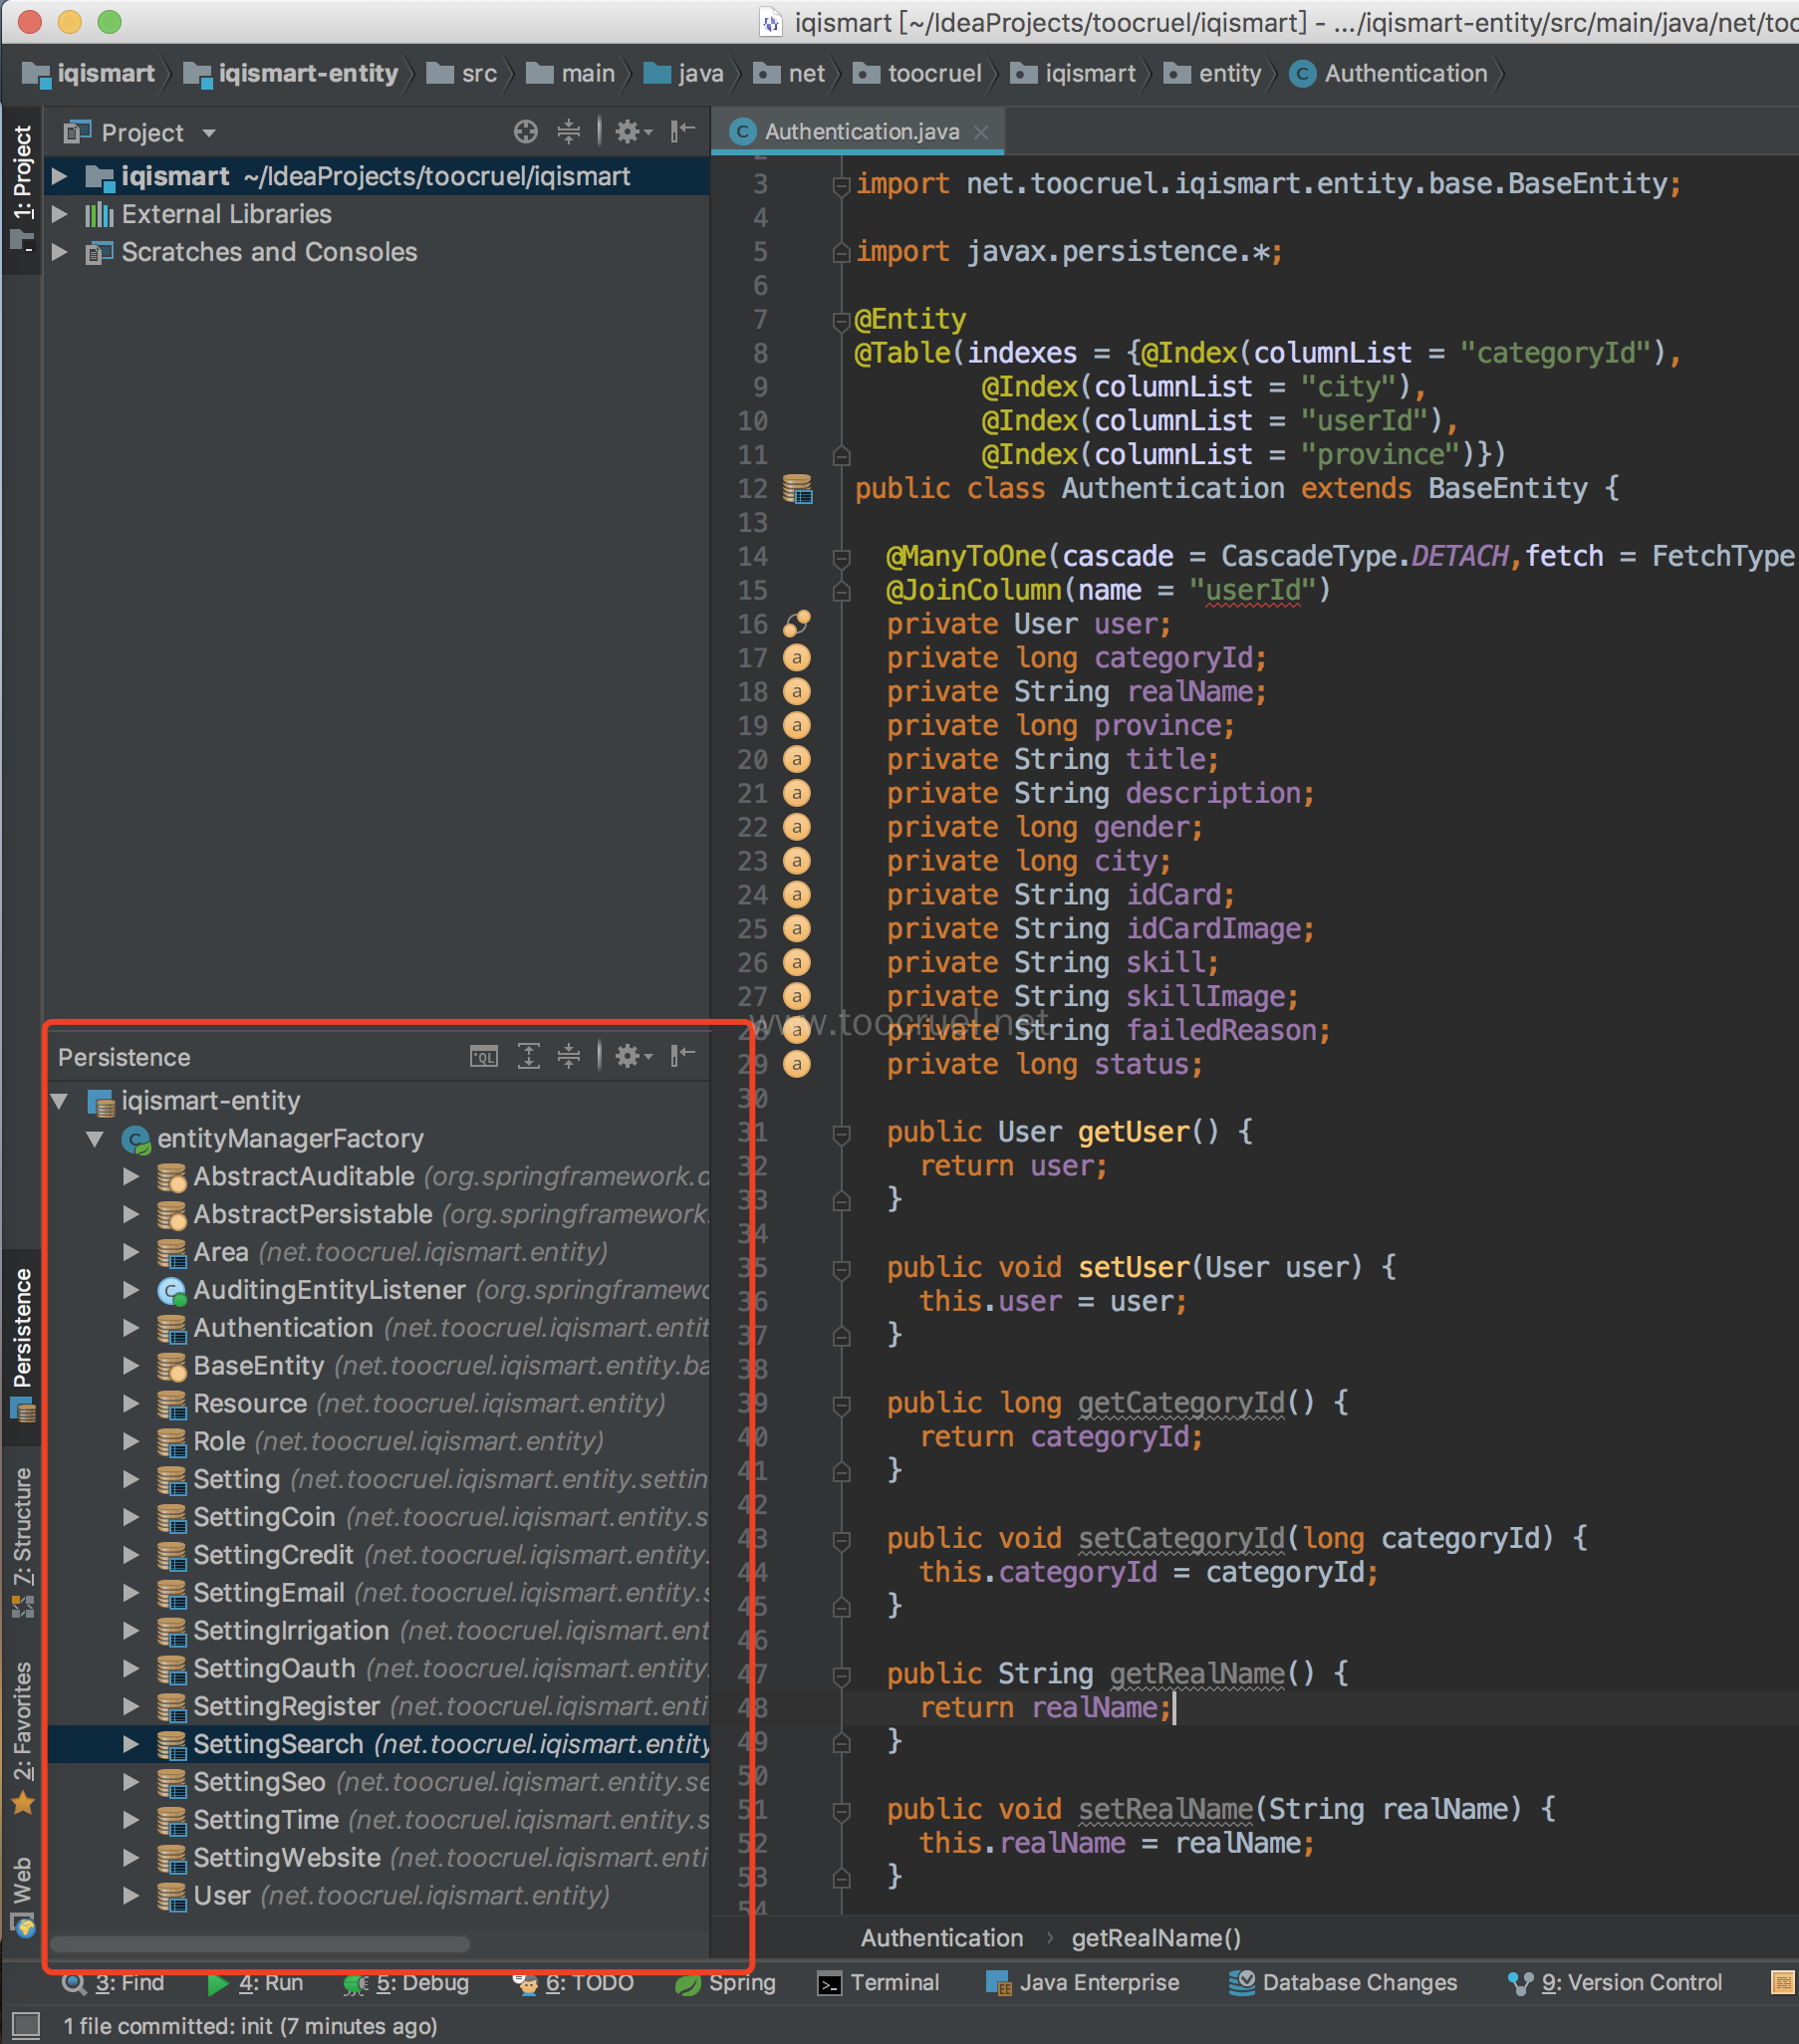 iqismart [~/IdeaProjects/toocruel/iqismart] - .../iqismart-entity/src/main/java/net/too
iqismart iqismart-entity src main java net toocruel iqismart entity Authentication
1: Project
Project
iqismart ~/IdeaProjects/toocruel/iqismart
External Libraries
Scratches and Consoles
Persistence
iqismart-entity
entityManagerFactory
AbstractAuditable (org.springframework.d
AbstractPersistable (org.springframework.
Area (net.toocruel.iqismart.entity)
AuditingEntityListener (org.springframewo
Authentication (net.toocruel.iqismart.entit
BaseEntity (net.toocruel.iqismart.entity.ba
Resource (net.toocruel.iqismart.entity)
Role (net.toocruel.iqismart.entity)
Setting (net.toocruel.iqismart.entity.settin
SettingCoin (net.toocruel.iqismart.entity.s
SettingCredit (net.toocruel.iqismart.entity.
SettingEmail (net.toocruel.iqismart.entity.s
SettingIrrigation (net.toocruel.iqismart.ent
SettingOauth (net.toocruel.iqismart.entity.
SettingRegister (net.toocruel.iqismart.enti
SettingSearch (net.toocruel.iqismart.entity
SettingSeo (net.toocruel.iqismart.entity.se
SettingTime (net.toocruel.iqismart.entity.s
SettingWebsite (net.toocruel.iqismart.enti
User (net.toocruel.iqismart.entity)
Persistence
7: Structure
2: Favorites
Web
Authentication.java
3 import net.toocruel.iqismart.entity.base.BaseEntity;
4
5 import javax.persistence.*;
6
7 @Entity
8 @Table(indexes = {@Index(columnList = "categoryId"),
9 @Index(columnList = "city"),
10 @Index(columnList = "userId"),
11 @Index(columnList = "province")})
12 public class Authentication extends BaseEntity {
13
14 @ManyToOne(cascade = CascadeType.DETACH,fetch = FetchType
15 @JoinColumn(name = "userId")
16 private User user;
17 private long categoryId;
18 private String realName;
19 private long province;
20 private String title;
21 private String description;
22 private long gender;
23 private long city;
24 private String idCard;
25 private String idCardImage;
26 private String skill;
27 private String skillImage;
www.toocruel.net
28 private String failedReason;
29 private long status;
30
31 public User getUser() {
32 return user;
33 }
34
35 public void setUser(User user) {
36 this.user = user;
37 }
38
39 public long getCategoryId() {
40 return categoryId;
41 }
42
43 public void setCategoryId(long categoryId) {
44 this.categoryId = categoryId;
45 }
46
47 public String getRealName() {
48 return realName;
49 }
50
51 public void setRealName(String realName) {
52 this.realName = realName;
53 }
54
Authentication › getRealName()
3: Find 4: Run 5: Debug 6: TODO Spring Terminal Java Enterprise Database Changes 9: Version Control
1 file committed: init (7 minutes ago)